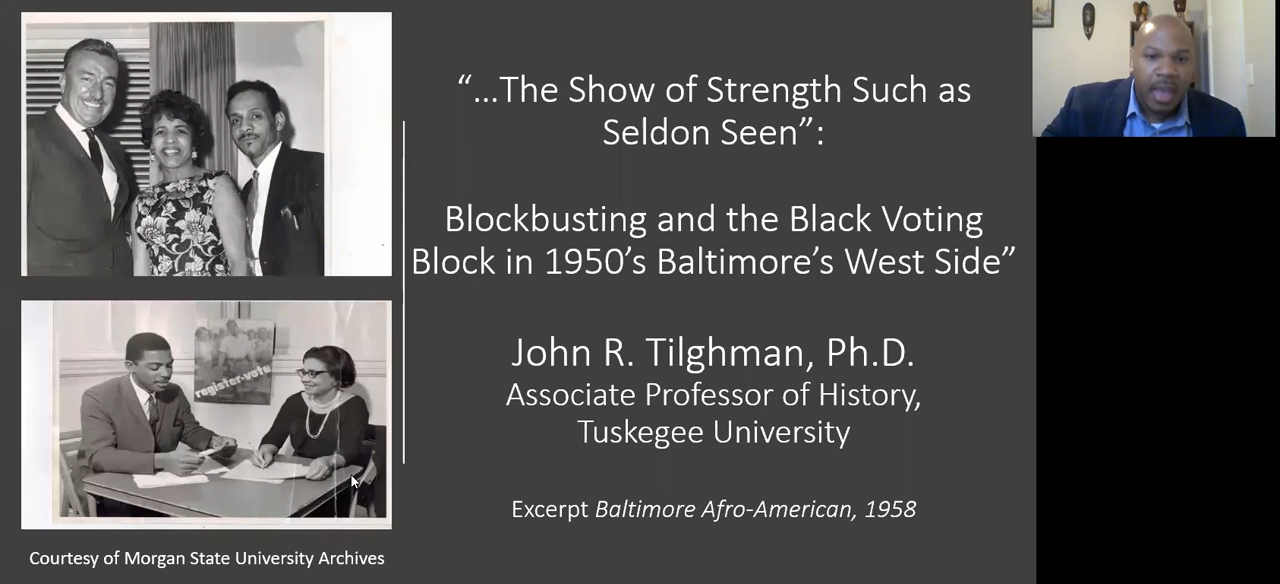 “...The Show of Strength Such as
Seldon Seen”:
Blockbusting and the Black Voting
Block in 1950’s Baltimore’s West Side”
John R. Tilghman, Ph.D.
Associate Professor of History,
Tuskegee University
Excerpt Baltimore Afro-American, 1958
register-vote
Courtesy of Morgan State University Archives